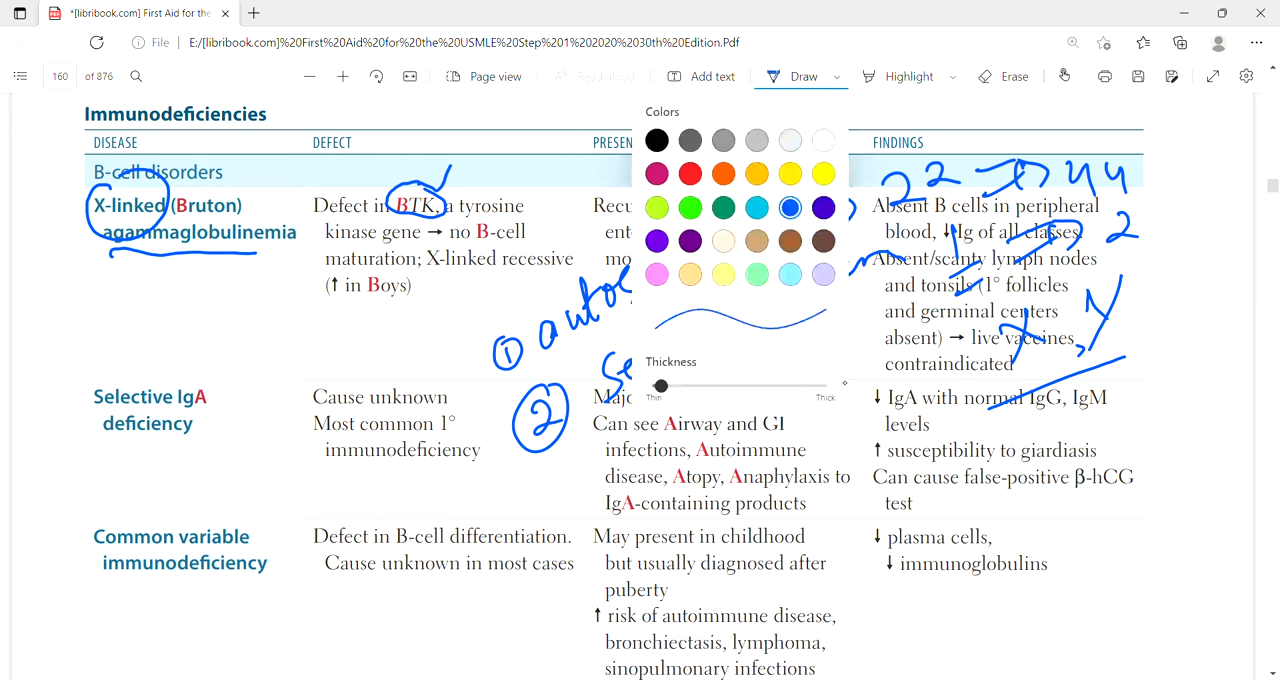 *[libribook.com] First Aid for the
File E:/[libribook.com]%20First%20Aid%20for%20the%20USMLE%20Step%201%202020%2030th%20Edition.Pdf
160 of 876 Page view Read aloud Add text Draw Highlight Erase
Immunodeficiencies
DISEASE DEFECT PRESEN FINDINGS
B-cell disorders
X-linked (Bruton)
agammaglobulinemia
Defect in BTK, a tyrosine
kinase gene → no B-cell
maturation; X-linked recessive
(↑ in Boys)
Recu
ente
mo
Absent B cells in peripheral
blood, ↓Ig of all classes.
Absent/scanty lymph nodes
and tonsils (1° follicles
and germinal centers
absent) → live vaccines
contraindicated
Selective IgA
deficiency
Cause unknown
Most common 1°
immunodeficiency
Majo
Can see Airway and GI
infections, Autoimmune
disease, Atopy, Anaphylaxis to
IgA-containing products
↓ IgA with normal IgG, IgM
levels
↑ susceptibility to giardiasis
Can cause false-positive β-hCG
test
Common variable
immunodeficiency
Defect in B-cell differentiation.
Cause unknown in most cases
May present in childhood
but usually diagnosed after
puberty
↑ risk of autoimmune disease,
bronchiectasis, lymphoma,
sinopulmonary infections
↓ plasma cells,
↓ immunoglobulins
Colors
Thickness
Thin Thick
22 → 44
2
X, Y
1
2